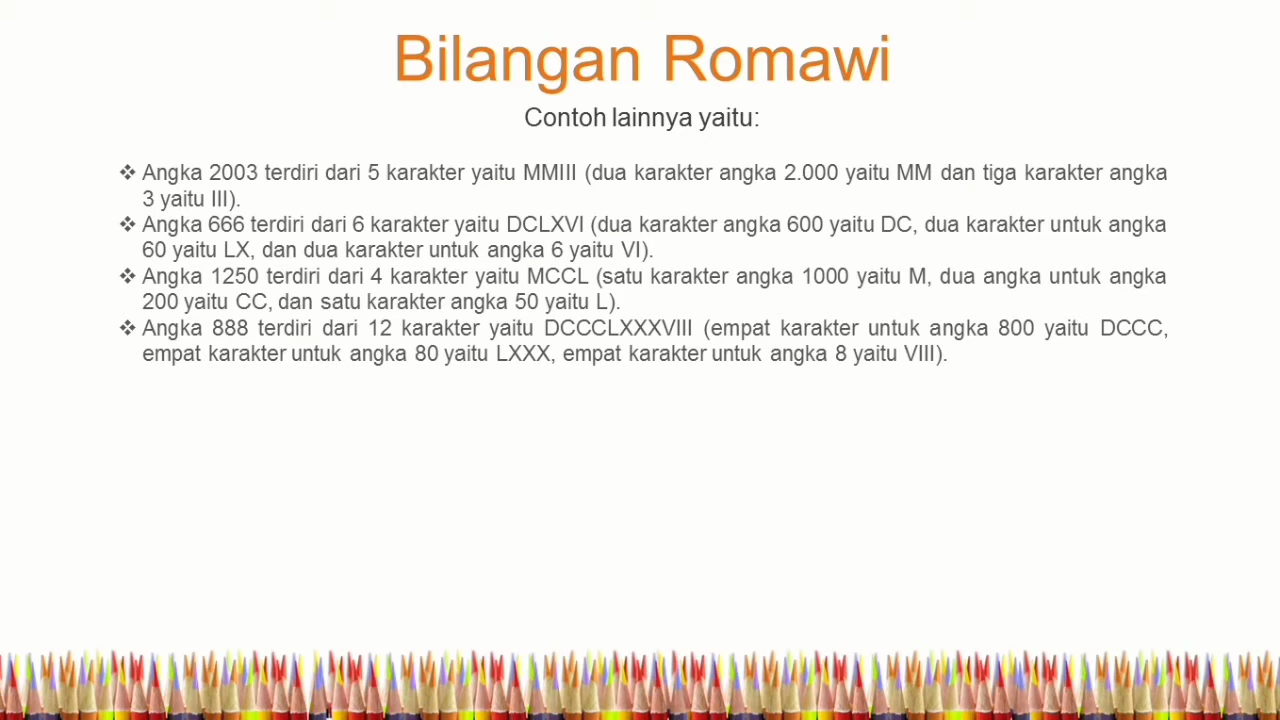 Bilangan Romawi
Contoh lainnya yaitu:
❖ Angka 2003 terdiri dari 5 karakter yaitu MMIII (dua karakter angka 2.000 yaitu MM dan tiga karakter angka
3 yaitu III).
❖ Angka 666 terdiri dari 6 karakter yaitu DCLXVI (dua karakter angka 600 yaitu DC, dua karakter untuk angka
60 yaitu LX, dan dua karakter untuk angka 6 yaitu VI).
❖ Angka 1250 terdiri dari 4 karakter yaitu MCCL (satu karakter angka 1000 yaitu M, dua angka untuk angka
200 yaitu CC, dan satu karakter angka 50 yaitu L).
❖ Angka 888 terdiri dari 12 karakter yaitu DCCCLXXXVIII (empat karakter untuk angka 800 yaitu DCCC,
empat karakter untuk angka 80 yaitu LXXX, empat karakter untuk angka 8 yaitu VIII).